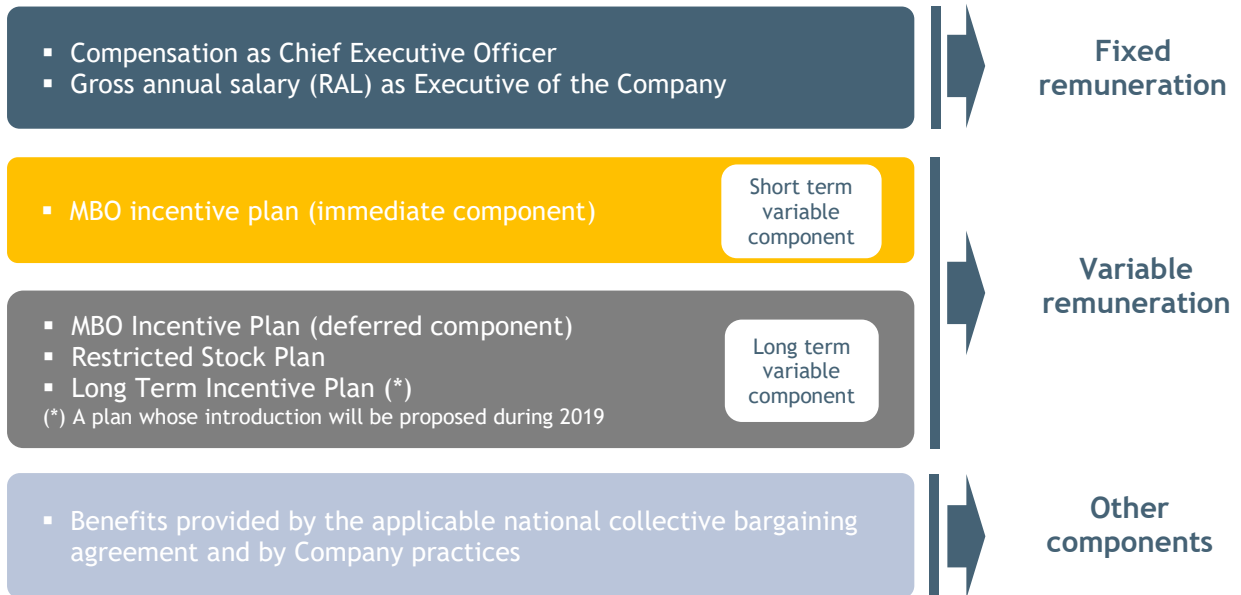 ▪ Compensation as Chief Executive Officer
▪ Gross annual salary (RAL) as Executive of the Company
Fixed
remuneration
▪ MBO incentive plan (immediate component)
Short term
variable
component
▪ MBO Incentive Plan (deferred component)
▪ Restricted Stock Plan
▪ Long Term Incentive Plan (*)
(*) A plan whose introduction will be proposed during 2019
Long term
variable
component
Variable
remuneration
▪ Benefits provided by the applicable national collective bargaining
agreement and by Company practices
Other
components